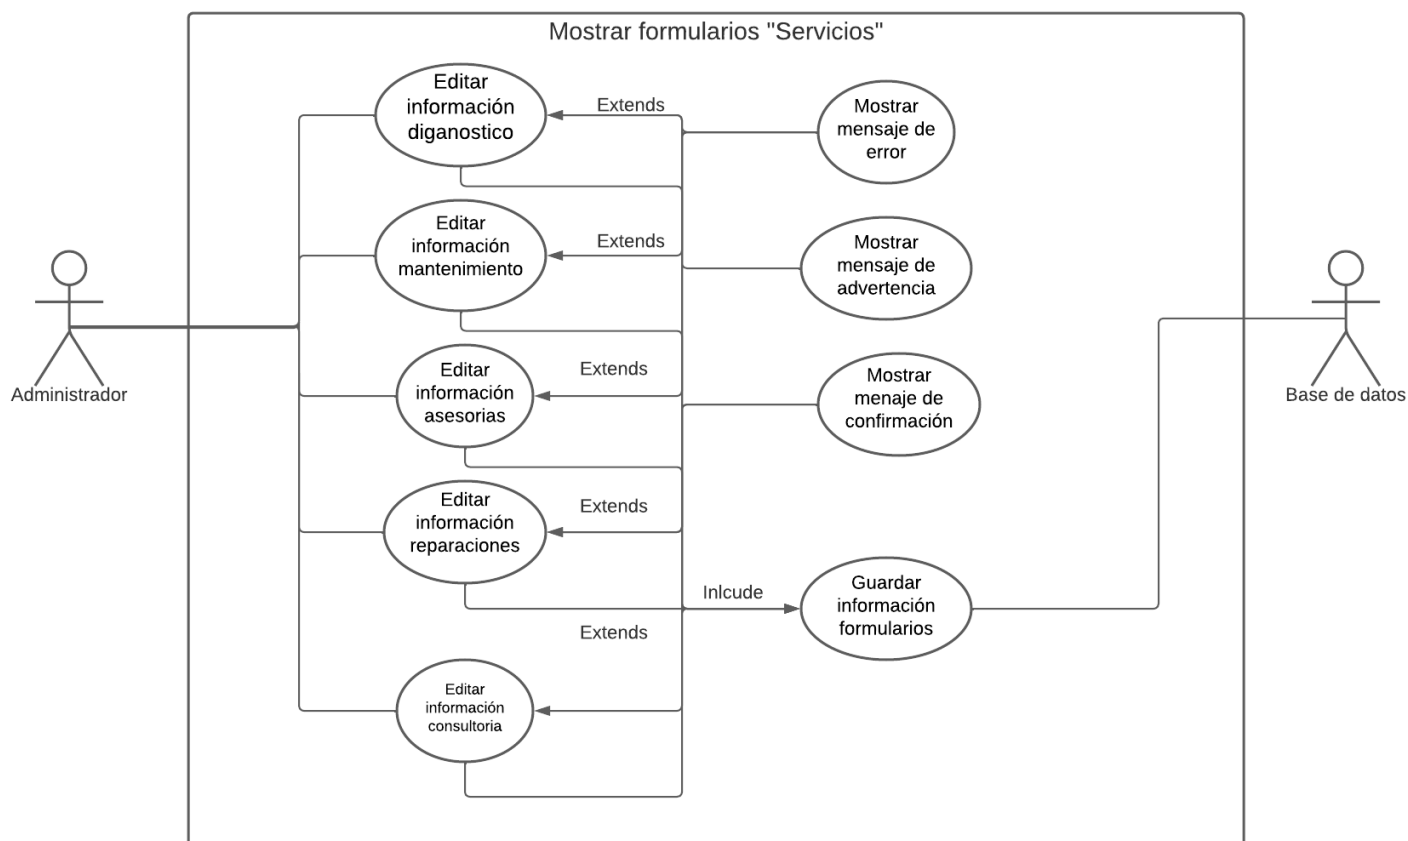 Mostrar formularios "Servicios"
Editar
información
diganostico
Extends
Mostrar
mensaje de
error
Editar
información
mantenimiento
Extends
Mostrar
mensaje de
advertencia
Administrador
Base de datos
Editar
información
asesorias
Extends
Mostrar
menaje de
confirmación
Editar
información
reparaciones
Extends
Inlcude
Guardar
información
formularios
Extends
Editar
información
consultoria